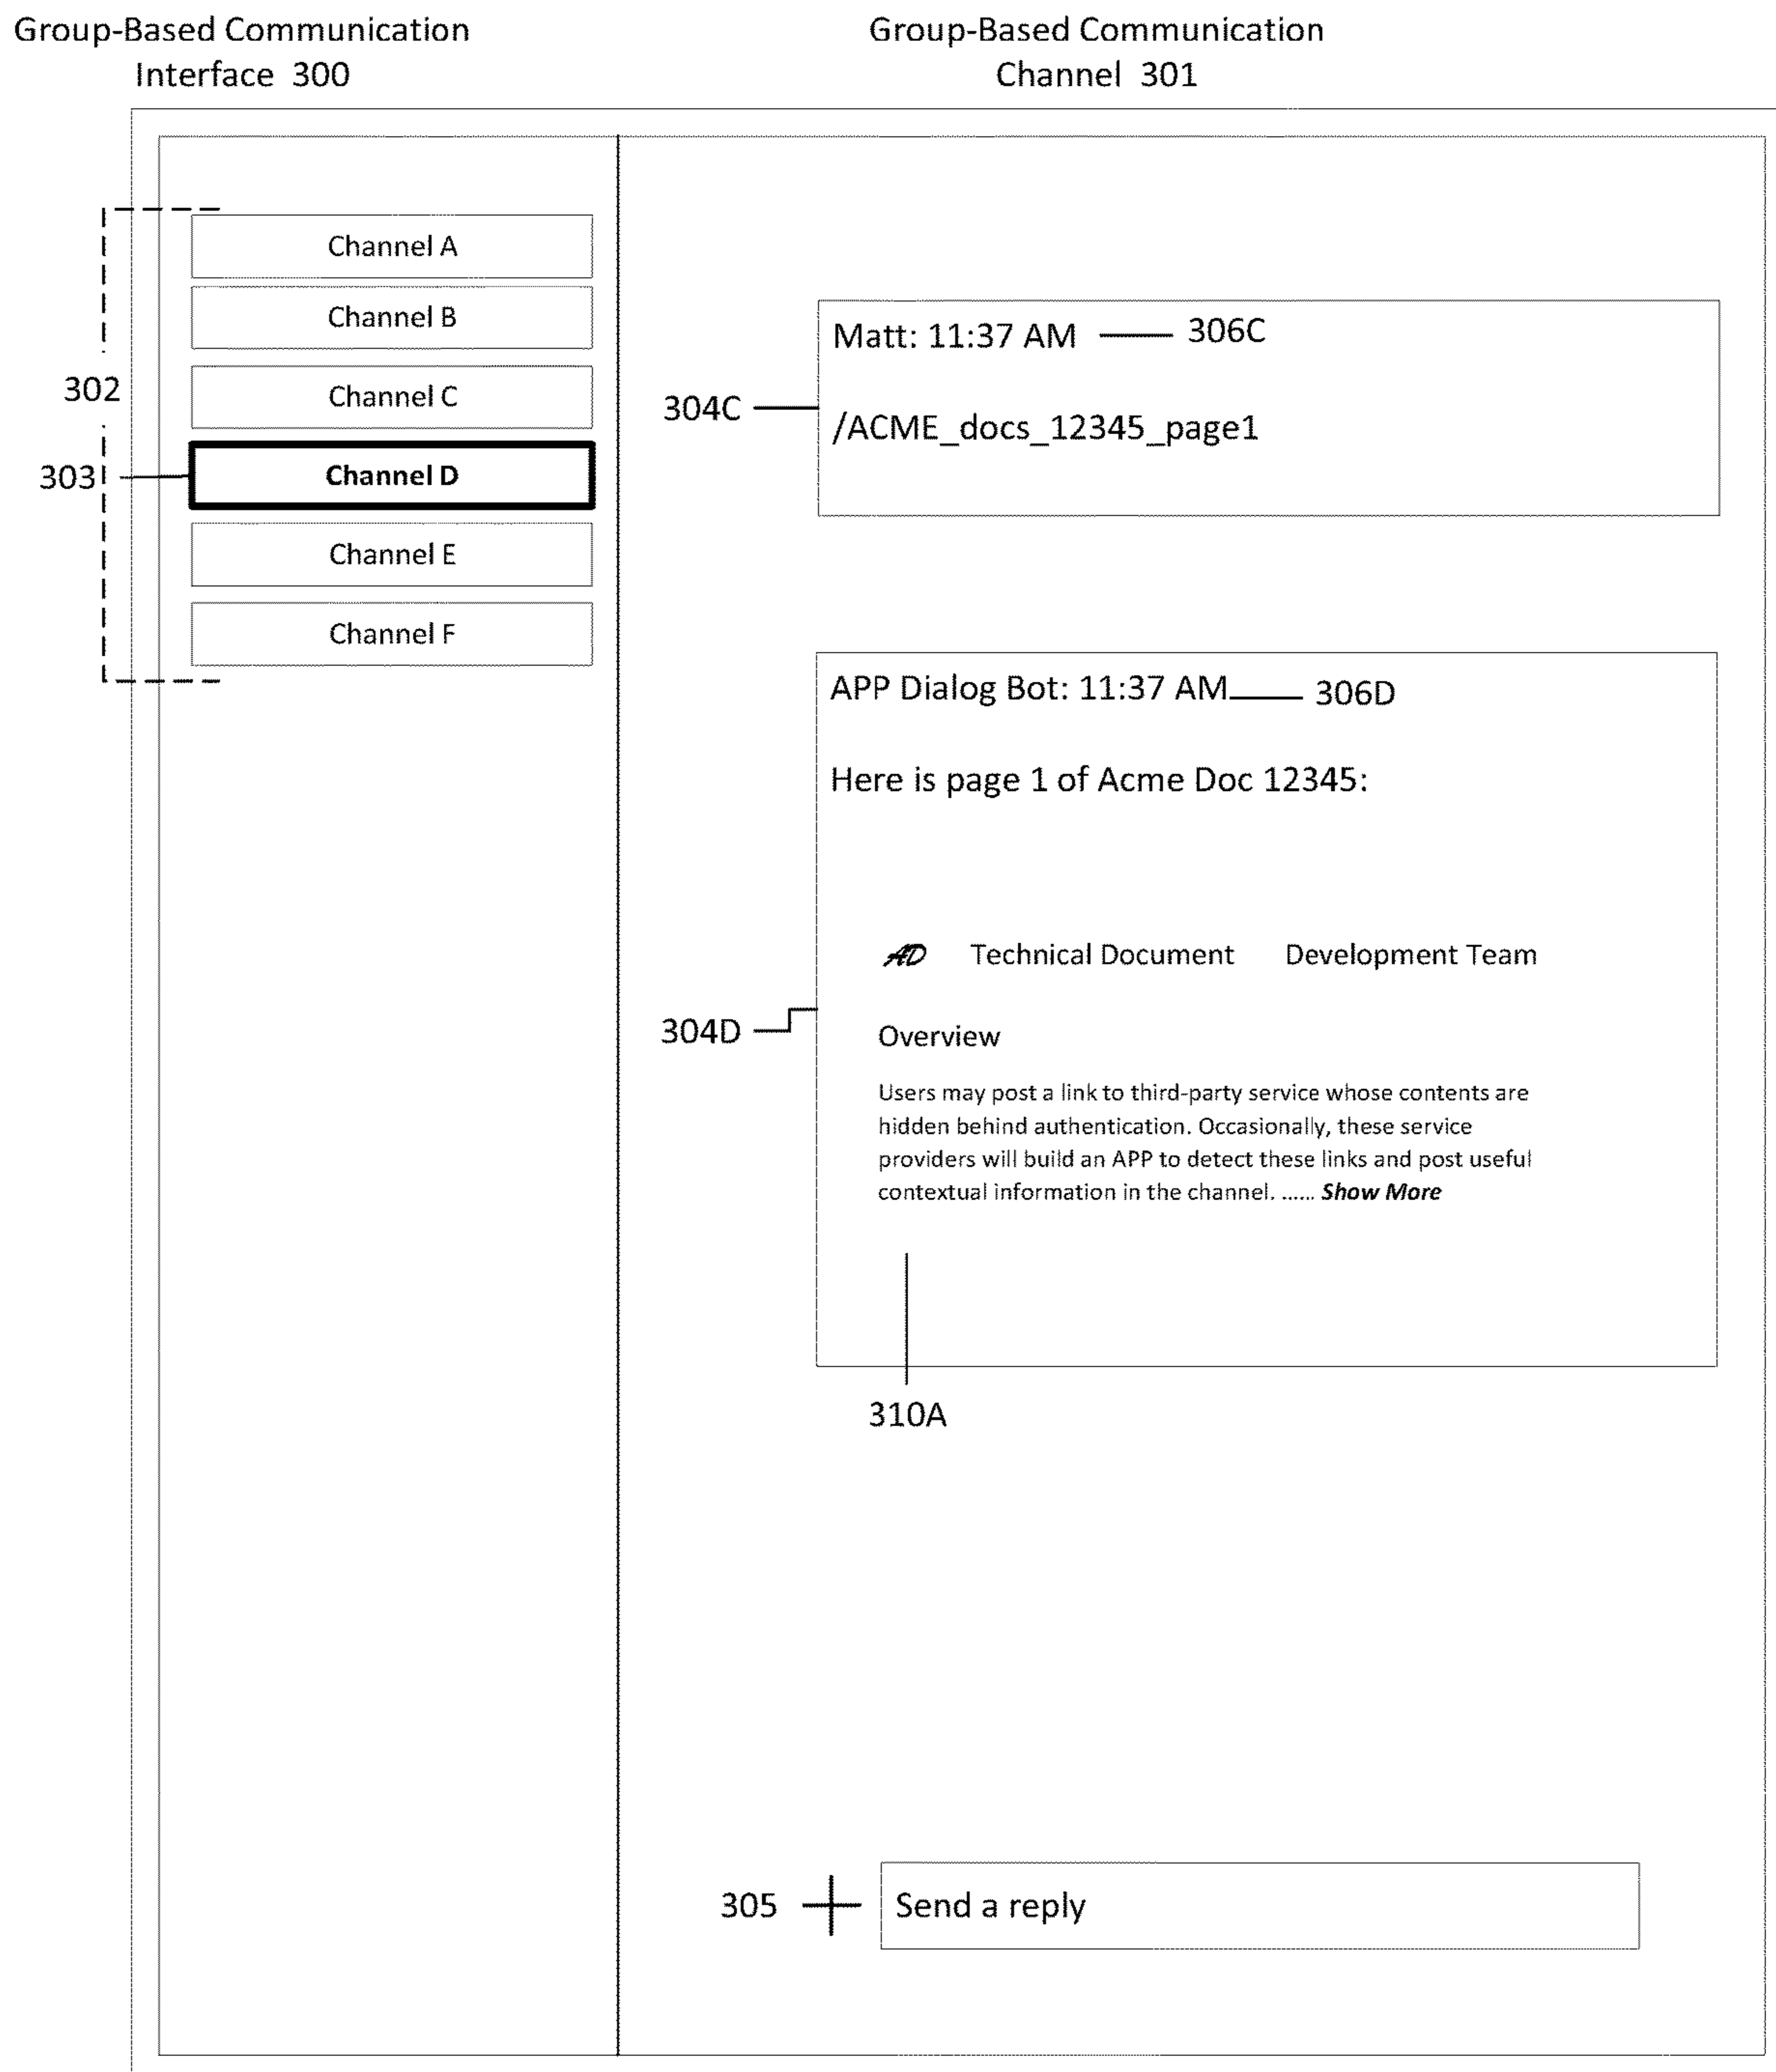 Group-Based Communication
Interface 300
Group-Based Communication
Channel 301
Channel A
Channel B
302
Channel C
303
Channel D
Channel E
Channel F
Matt: 11:37 AM 306C
304C
/ACME_docs_12345_page1
APP Dialog Bot: 11:37 AM 306D
Here is page 1 of Acme Doc 12345:
AD Technical Document Development Team
304D
Overview
Users may post a link to third-party service whose contents are
hidden behind authentication. Occasionally, these service
providers will build an APP to detect these links and post useful
contextual information in the channel. ...... Show More
310A
305
Send a reply